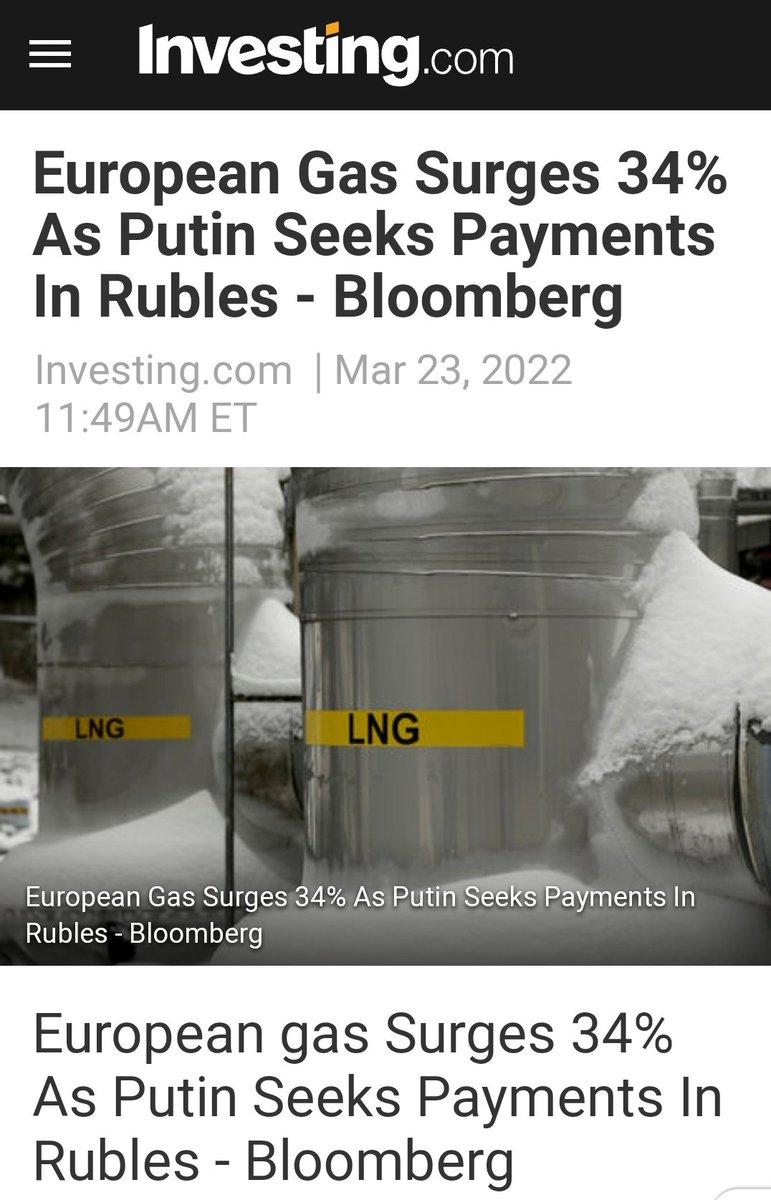 Investing.com
European Gas Surges 34%
As Putin Seeks Payments
In Rubles - Bloomberg
Investing.com | Mar 23, 2022
11:49AM ET
LNG
LNG
European Gas Surges 34% As Putin Seeks Payments In
Rubles - Bloomberg
European gas Surges 34%
As Putin Seeks Payments In
Rubles - Bloomberg